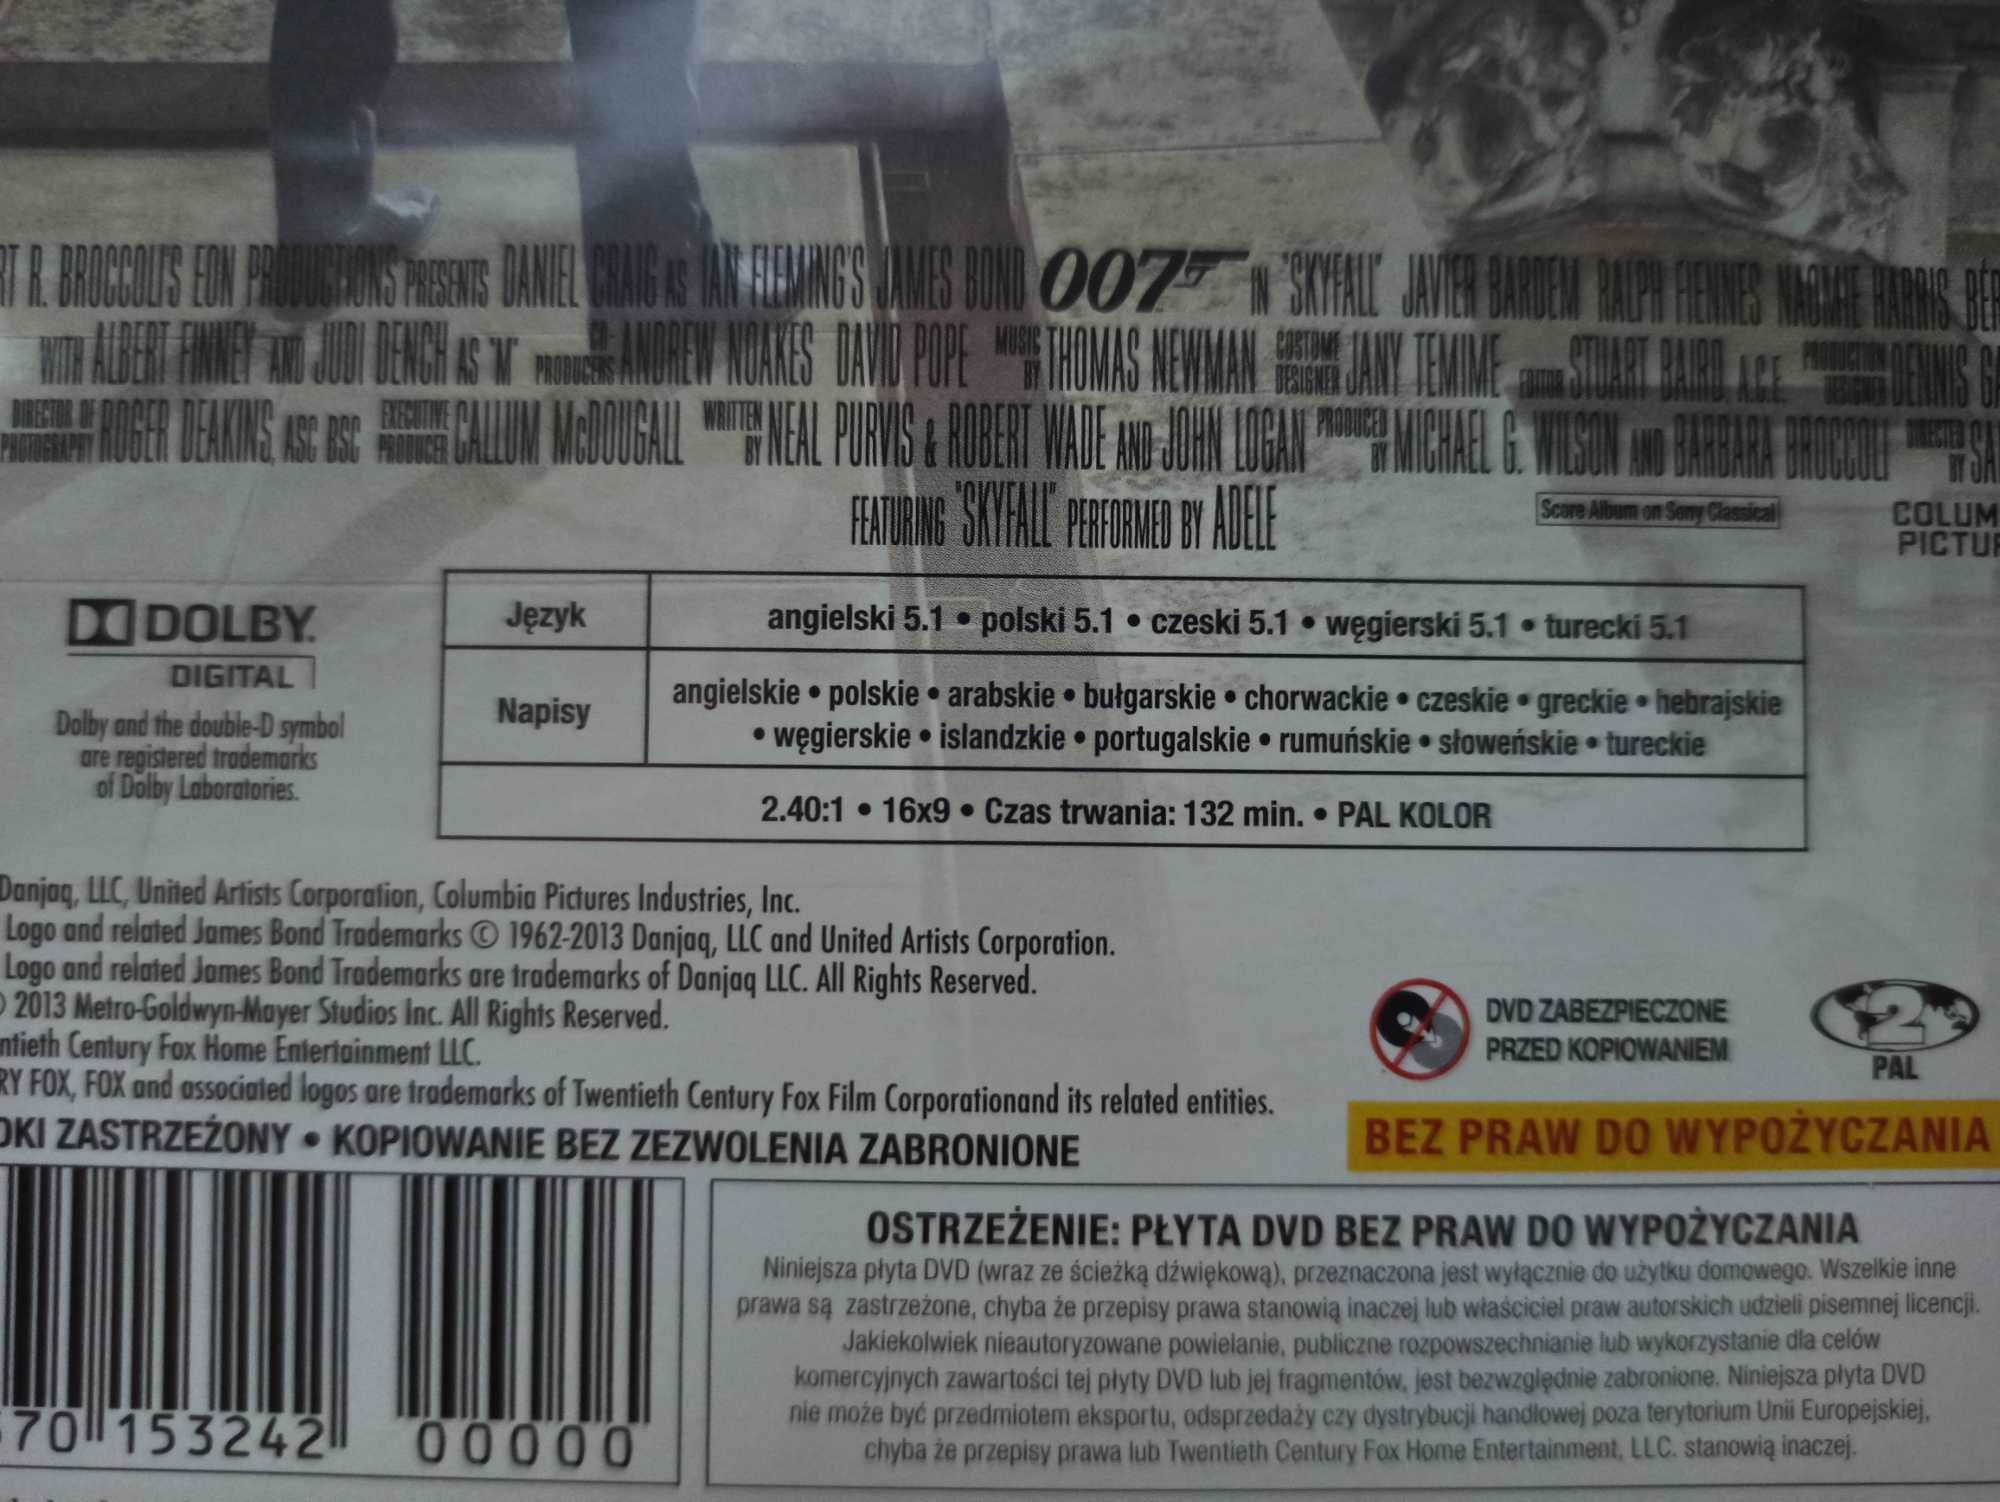 RT R. BROCCOLI'S EON PRODUCTIONS PRESENTS DANIEL CRAIG AS IAN FLEMING'S JAMES BOND 007 IN "SKYFALL" JAVIER BARDEM RALPH FIENNES NAOMIE HARRIS BÉR
WITH ALBERT FINNEY AND JUDI DENCH AS "M" CO-PRODUCERS ANDREW NOAKES DAVID POPE MUSIC BY THOMAS NEWMAN COSTUME DESIGNER JANY TEMIME EDITOR STUART BAIRD, A.C.E. PRODUCTION DESIGNER DENNIS GA
DIRECTOR OF PHOTOGRAPHY ROGER DEAKINS, ASC BSC EXECUTIVE PRODUCER CALLUM McDOUGALL WRITTEN BY NEAL PURVIS & ROBERT WADE AND JOHN LOGAN PRODUCED BY MICHAEL G. WILSON AND BARBARA BROCCOLI DIRECTED BY SA
FEATURING "SKYFALL" PERFORMED BY ADELE
Score Album on Sony Classical
COLUM
PICTU
DOLBY.
DIGITAL
Dolby and the double-D symbol
are registered trademarks
of Dolby Laboratories.
Język angielski 5.1 • polski 5.1 • czeski 5.1 • węgierski 5.1 • turecki 5.1
Napisy angielskie • polskie • arabskie • bułgarskie • chorwackie • czeskie • greckie • hebrajskie
• węgierskie • islandzkie • portugalskie • rumuńskie • słoweńskie • tureckie
2.40:1 • 16x9 • Czas trwania: 132 min. • PAL KOLOR
Danjaq, LLC, United Artists Corporation, Columbia Pictures Industries, Inc.
Logo and related James Bond Trademarks © 1962-2013 Danjaq, LLC and United Artists Corporation.
Logo and related James Bond Trademarks are trademarks of Danjaq LLC. All Rights Reserved.
2013 Metro-Goldwyn-Mayer Studios Inc. All Rights Reserved.
ntieth Century Fox Home Entertainment LLC.
RY FOX, FOX and associated logos are trademarks of Twentieth Century Fox Film Corporationand its related entities.
DVD ZABEZPIECZONE
PRZED KOPIOWANIEM
2
PAL
OKI ZASTRZEŻONY • KOPIOWANIE BEZ ZEZWOLENIA ZABRONIONE
BEZ PRAW DO WYPOŻYCZANIA
70 153242 00000
OSTRZEŻENIE: PŁYTA DVD BEZ PRAW DO WYPOŻYCZANIA
Niniejsza płyta DVD (wraz ze ścieżką dźwiękową), przeznaczona jest wyłącznie do użytku domowego. Wszelkie inne
prawa są zastrzeżone, chyba że przepisy prawa stanowią inaczej lub właściciel praw autorskich udzieli pisemnej licencji.
Jakiekolwiek nieautoryzowane powielanie, publiczne rozpowszechnianie lub wykorzystanie dla celów
komercyjnych zawartości tej płyty DVD lub jej fragmentów, jest bezwzględnie zabronione. Niniejsza płyta DVD
nie może być przedmiotem eksportu, odsprzedaży czy dystrybucji handlowej poza terytorium Unii Europejskiej,
chyba że przepisy prawa lub Twentieth Century Fox Home Entertainment, LLC. stanowią inaczej.